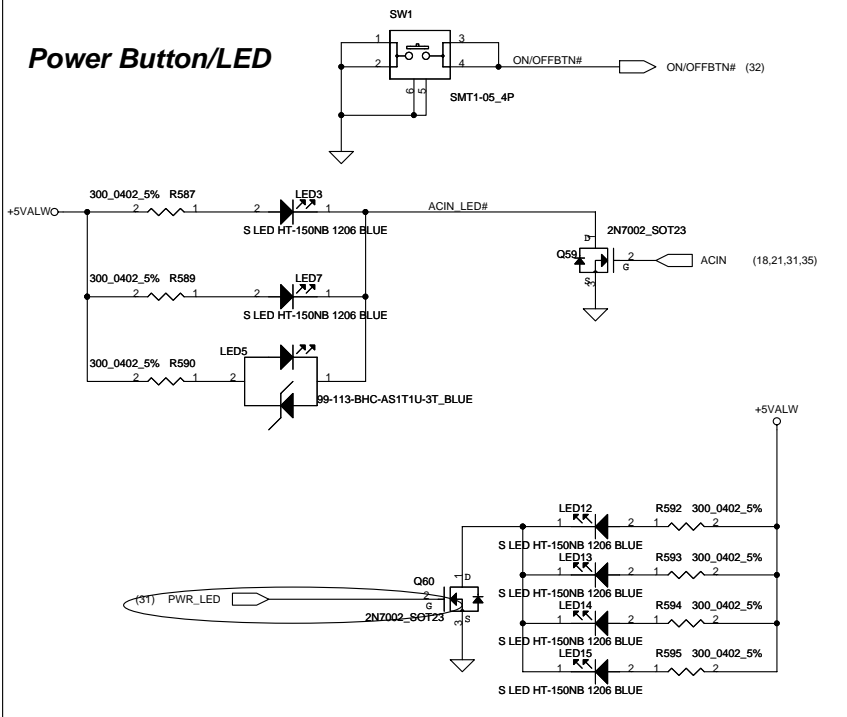 SW1
Power Button/LED
1 3
2 4
ON/OFFBTN#
ON/OFFBTN# (32)
6 5
SMT1-05_4P
300_0402_5% R587
LED3
+5VALW
2 1 2 1
ACIN_LED#
S LED HT-150NB 1206 BLUE
2N7002_SOT23
D 1
Q59
2
G
ACIN (18,21,31,35)
S 3
300_0402_5% R589
LED7
2 1 2 1
S LED HT-150NB 1206 BLUE
300_0402_5% R590
LED5
2 1 2 1
99-113-BHC-AS1T1U-3T_BLUE
+5VALW
LED12
R592 300_0402_5%
1 2 1 2
S LED HT-150NB 1206 BLUE
LED13
R593 300_0402_5%
1 2 1 2
S LED HT-150NB 1206 BLUE
LED14
R594 300_0402_5%
1 2 1 2
S LED HT-150NB 1206 BLUE
LED15
R595 300_0402_5%
1 2 1 2
S LED HT-150NB 1206 BLUE
Q60
1 D
(31) PWR_LED
2
G
3 S
2N7002_SOT23